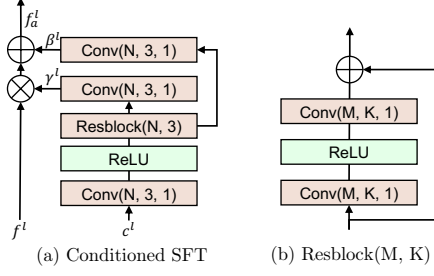 f_a^l
β^l
Conv(N, 3, 1)
γ^l
Conv(N, 3, 1)
Resblock(N, 3)
ReLU
Conv(N, 3, 1)
f^l
c^l
(a) Conditioned SFT
Conv(M, K, 1)
ReLU
Conv(M, K, 1)
(b) Resblock(M, K)